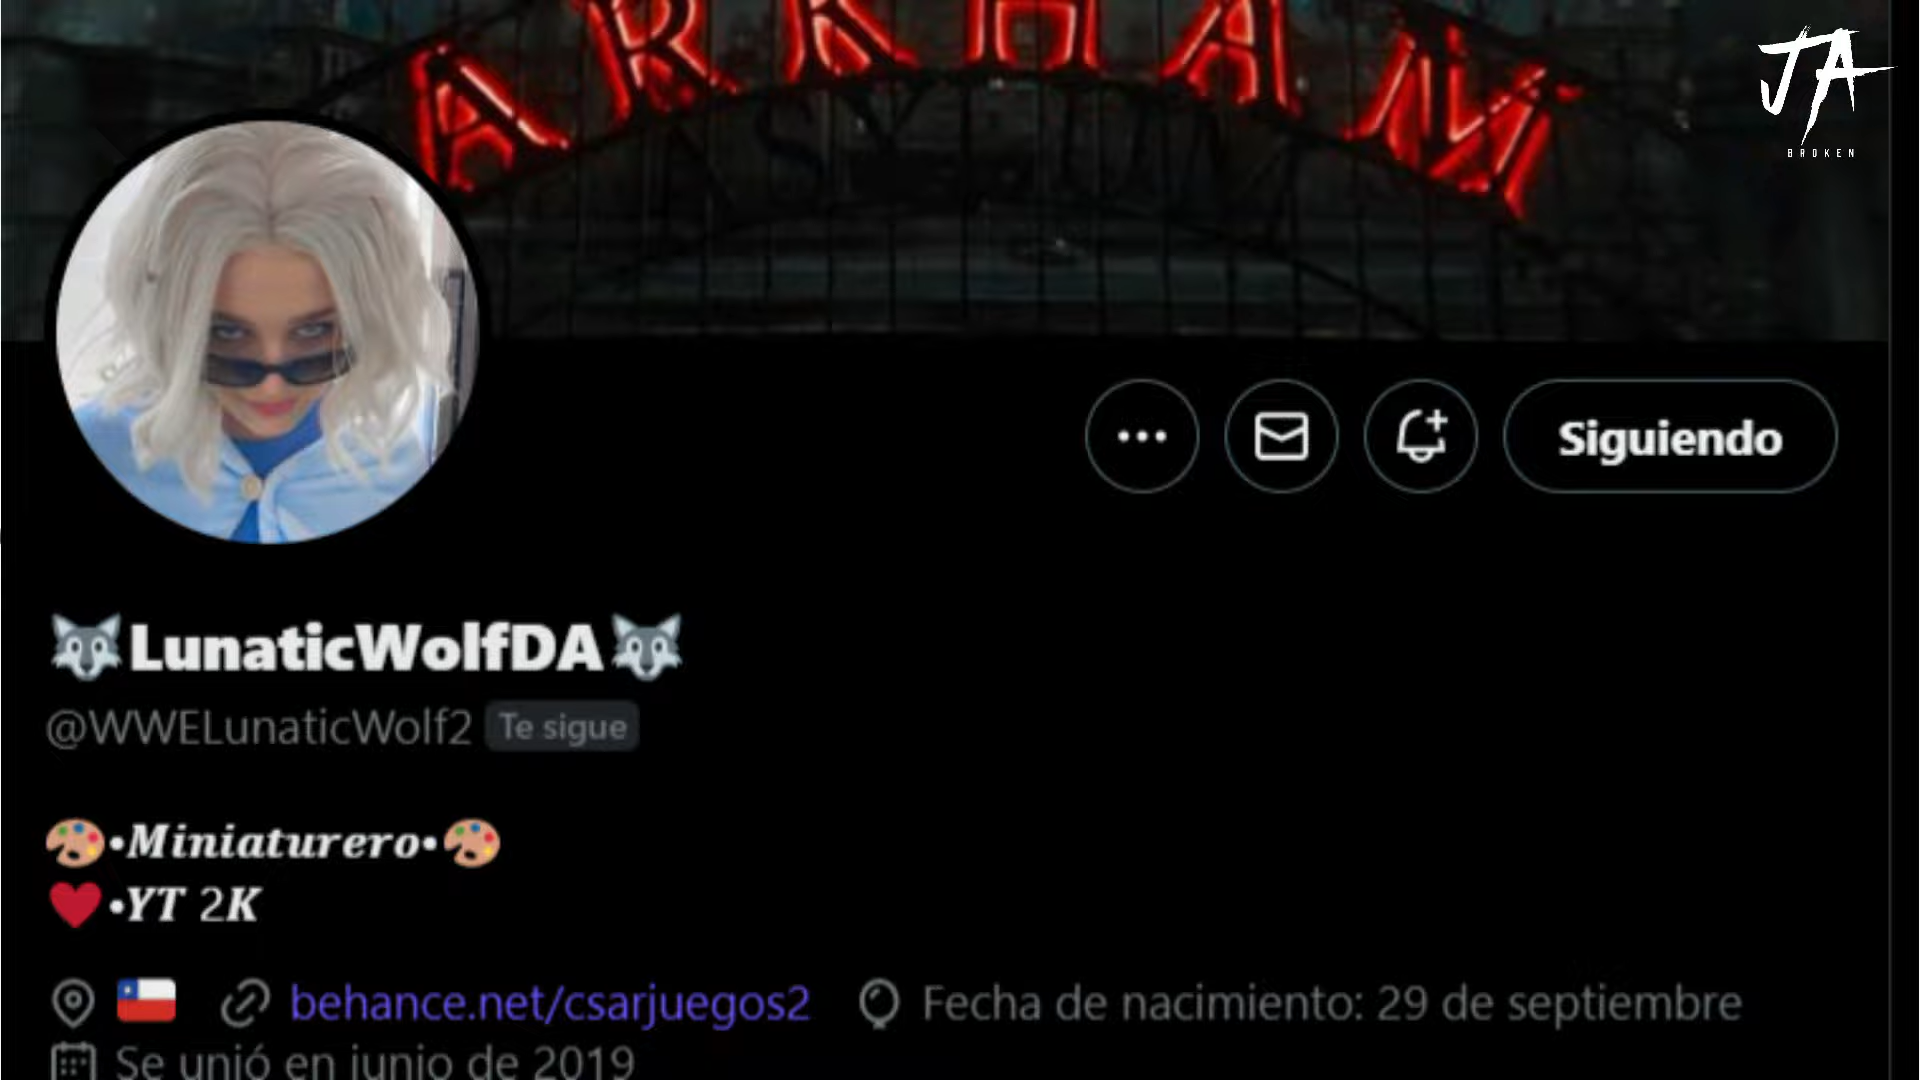 ARKHAM
JA
BROKEN
Siguiendo
LunaticWolfDA
@WWELunaticWolf2 Te sigue
•Miniaturero•
•YT 2K
behance.net/csarjuegos2 Fecha de nacimiento: 29 de septiembre
Se unió en junio de 2019